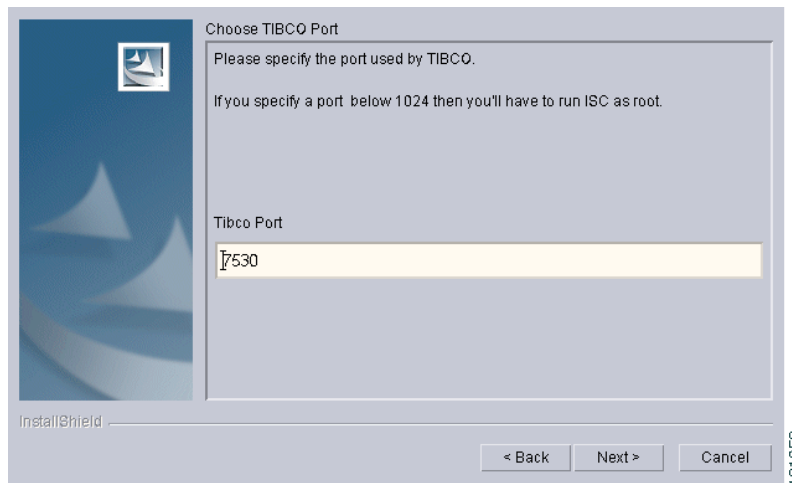 Choose TIBCO Port
Please specify the port used by TIBCO.
If you specify a port below 1024 then you'll have to run ISC as root.
Tibco Port
7530
InstallShield
< Back
Next >
Cancel